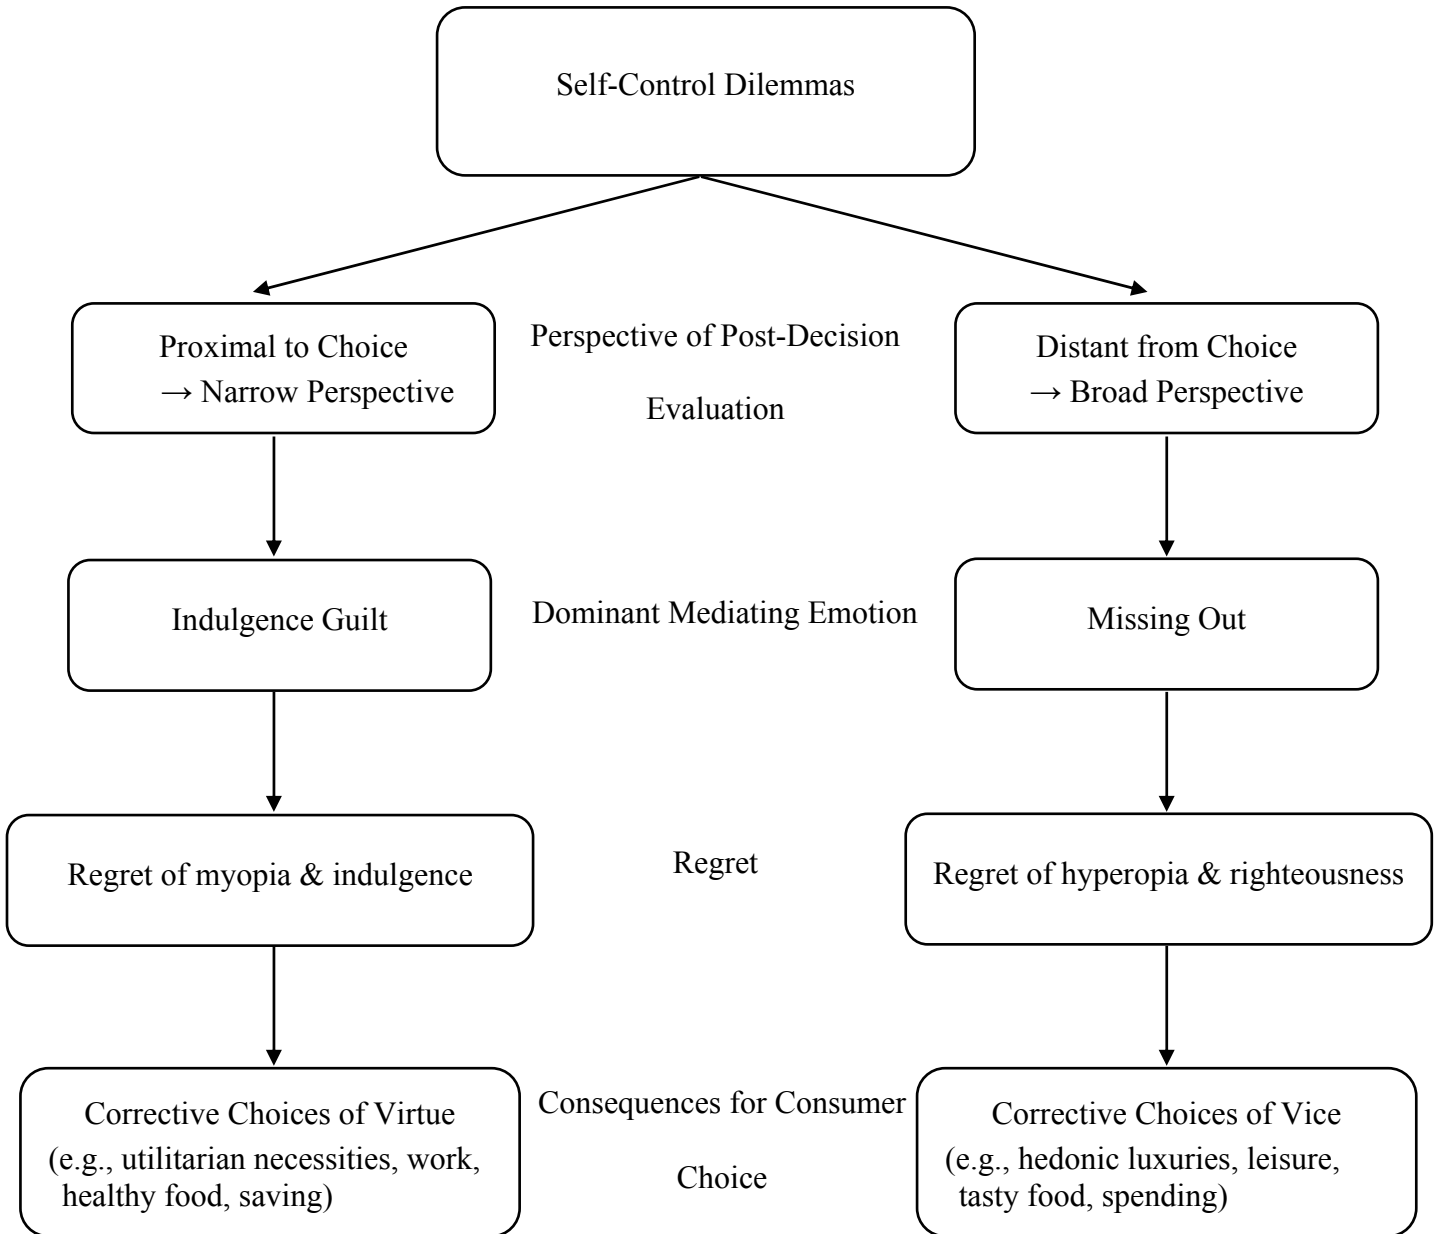 Self-Control Dilemmas
Proximal to Choice
→ Narrow Perspective
Perspective of Post-Decision
Evaluation
Distant from Choice
→ Broad Perspective
Indulgence Guilt
Dominant Mediating Emotion
Missing Out
Regret of myopia & indulgence
Regret
Regret of hyperopia & righteousness
Corrective Choices of Virtue
(e.g., utilitarian necessities, work,
healthy food, saving)
Consequences for Consumer
Choice
Corrective Choices of Vice
(e.g., hedonic luxuries, leisure,
tasty food, spending)